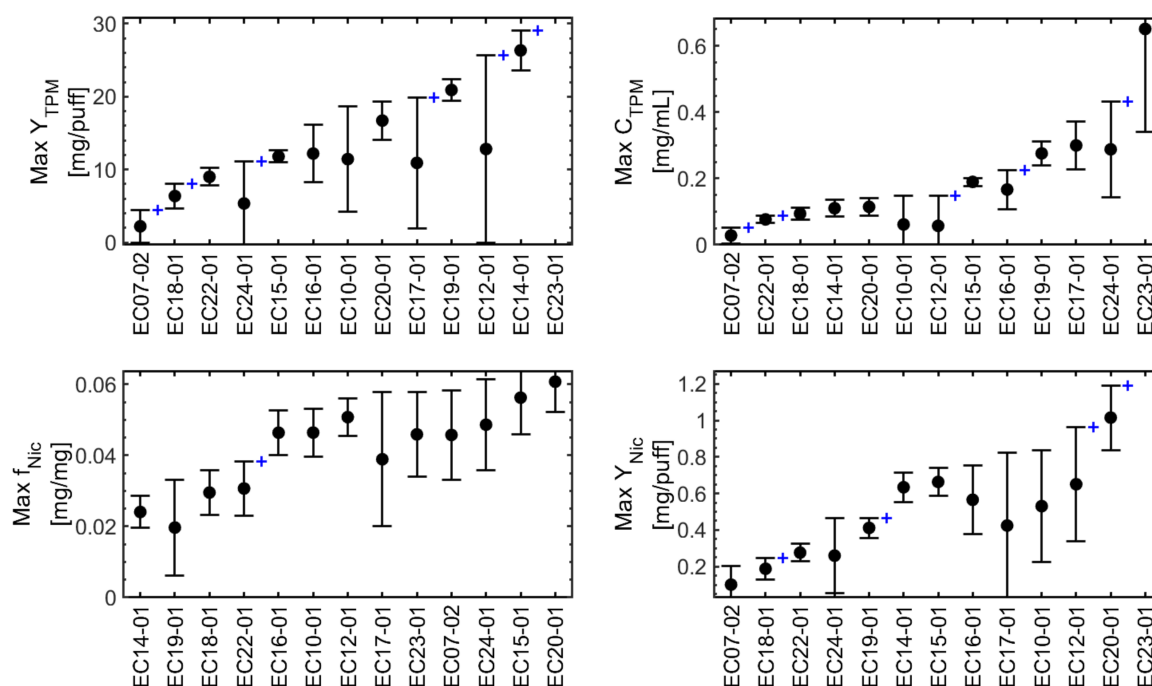 Max Y_TPM
[mg/puff]
30
20
10
0
EC07-02
EC18-01
EC22-01
EC24-01
EC15-01
EC16-01
EC10-01
EC20-01
EC17-01
EC19-01
EC12-01
EC14-01
EC23-01
Max C_TPM
[mg/mL]
0.6
0.4
0.2
0
EC07-02
EC22-01
EC18-01
EC14-01
EC20-01
EC10-01
EC12-01
EC15-01
EC16-01
EC19-01
EC17-01
EC24-01
EC23-01
Max f_Nic
[mg/mg]
0.06
0.04
0.02
0
EC14-01
EC19-01
EC18-01
EC22-01
EC16-01
EC10-01
EC12-01
EC17-01
EC23-01
EC07-02
EC24-01
EC15-01
EC20-01
Max Y_Nic
[mg/puff]
1.2
1
0.8
0.6
0.4
0.2
EC07-02
EC18-01
EC22-01
EC24-01
EC19-01
EC14-01
EC15-01
EC16-01
EC17-01
EC10-01
EC12-01
EC20-01
EC23-01